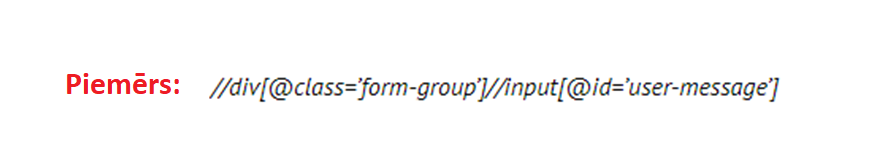 Piemērs: //div[@class=’form-group’]//input[@id=’user-message’]